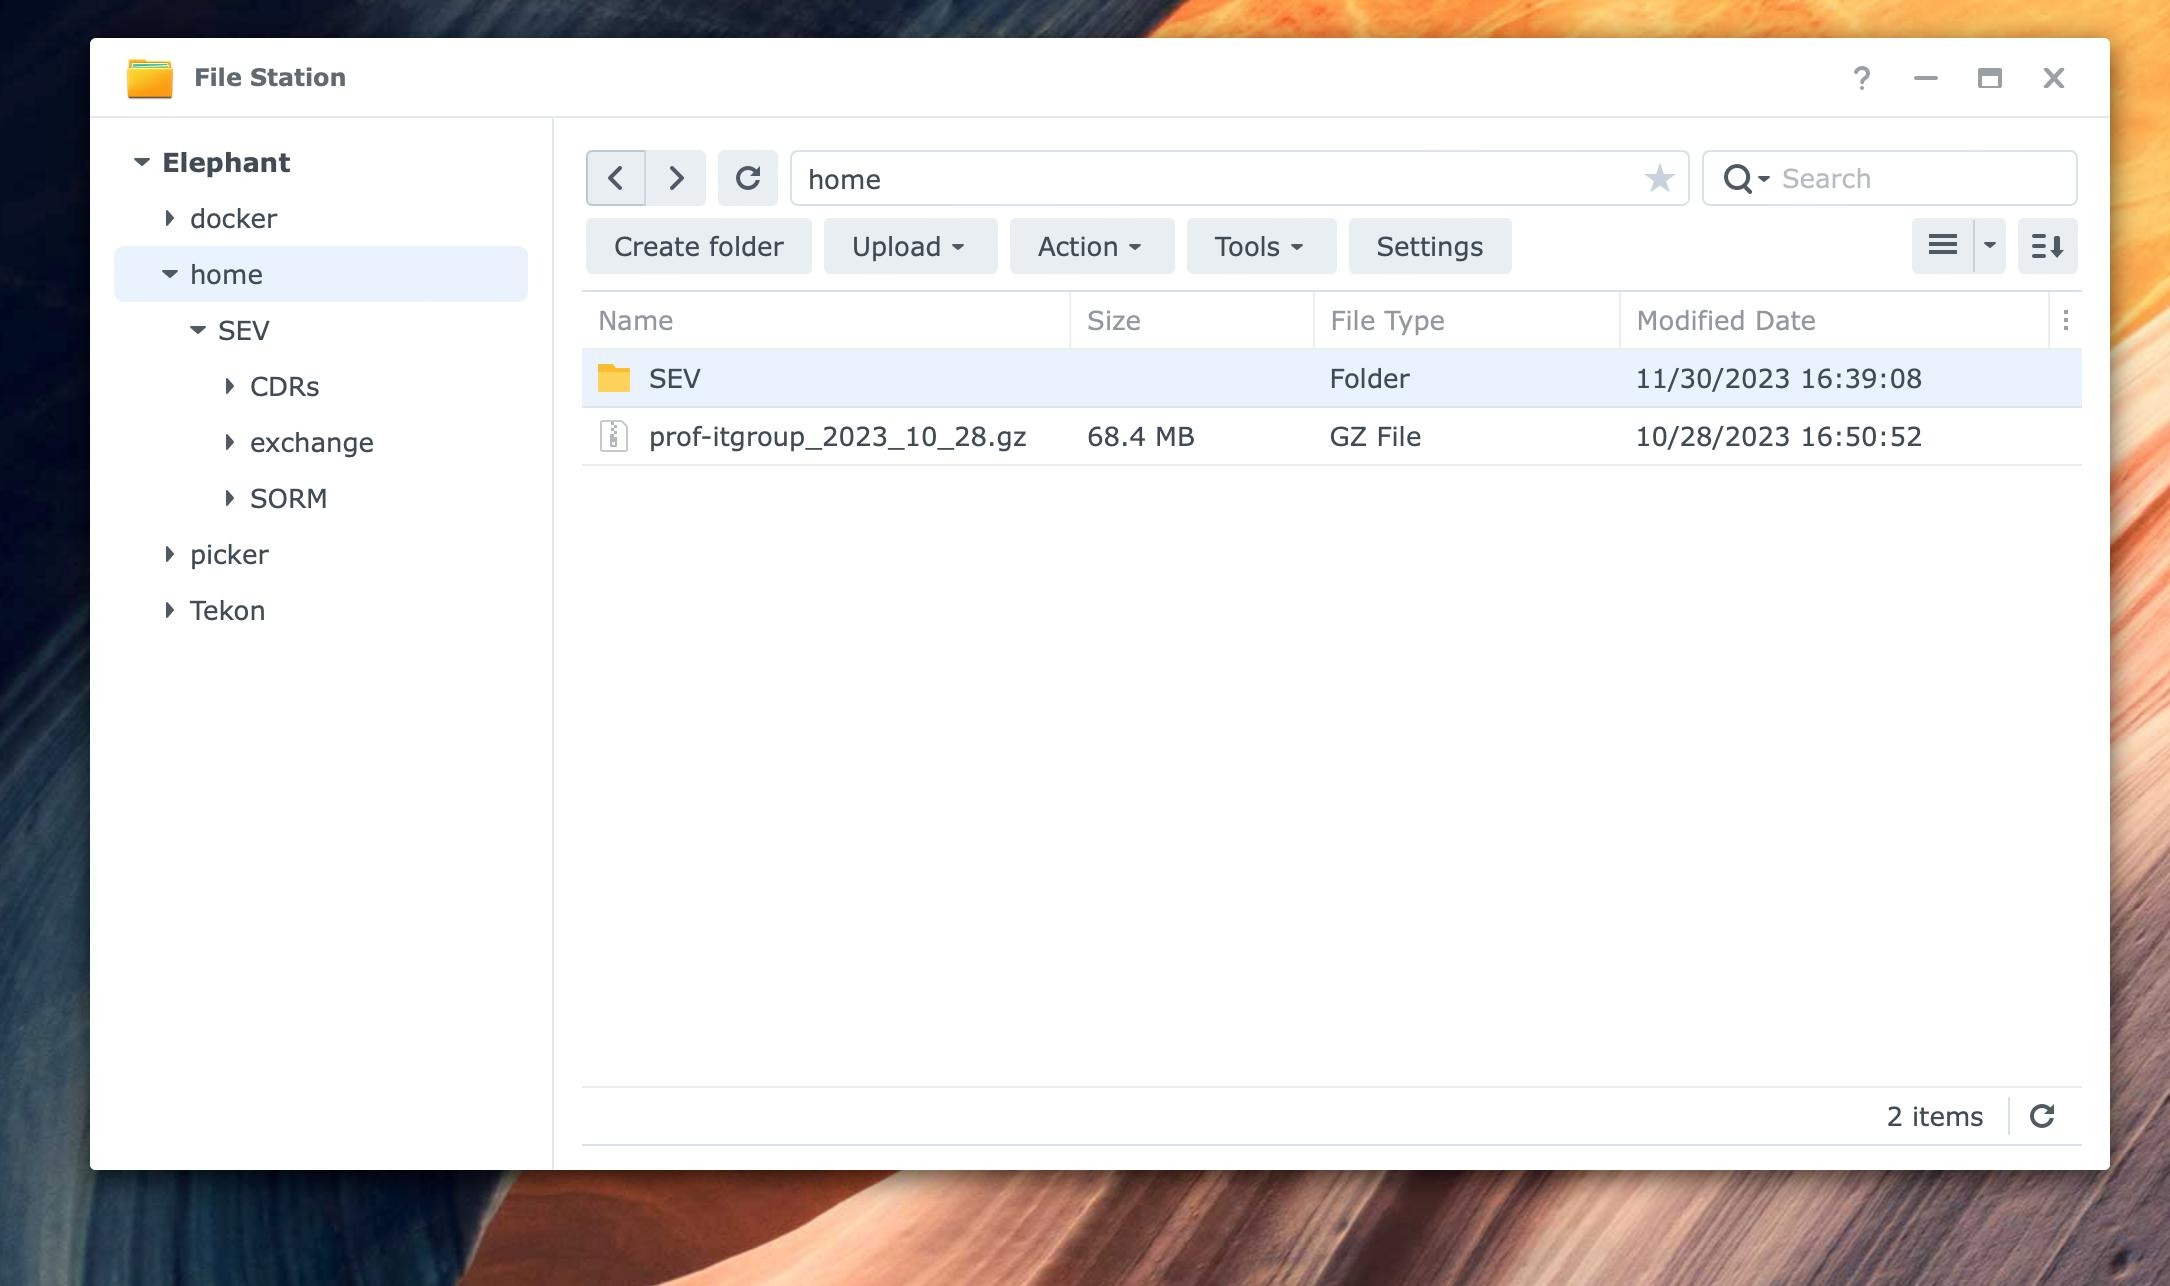 File Station
Elephant
docker
home
SEV
CDRs
exchange
SORM
picker
Tekon
home
Search
Create folder Upload Action Tools Settings
Name Size File Type Modified Date
SEV Folder 11/30/2023 16:39:08
prof-itgroup_2023_10_28.gz 68.4 MB GZ File 10/28/2023 16:50:52
2 items